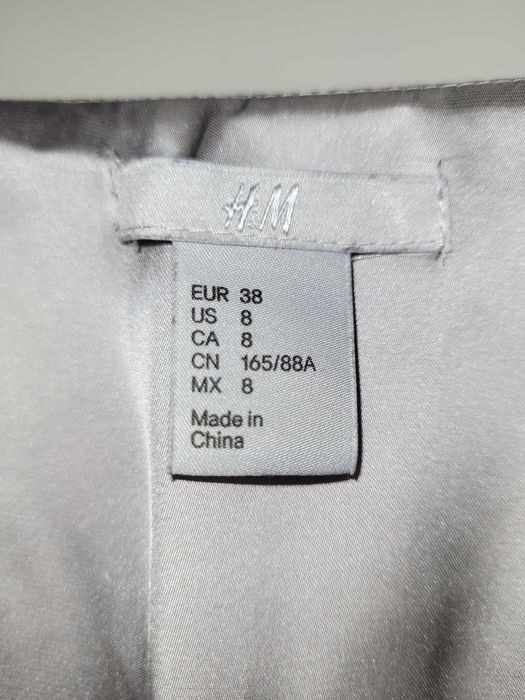 H&M
EUR 38
US 8
CA 8
CN 165/88A
MX 8
Made in
China